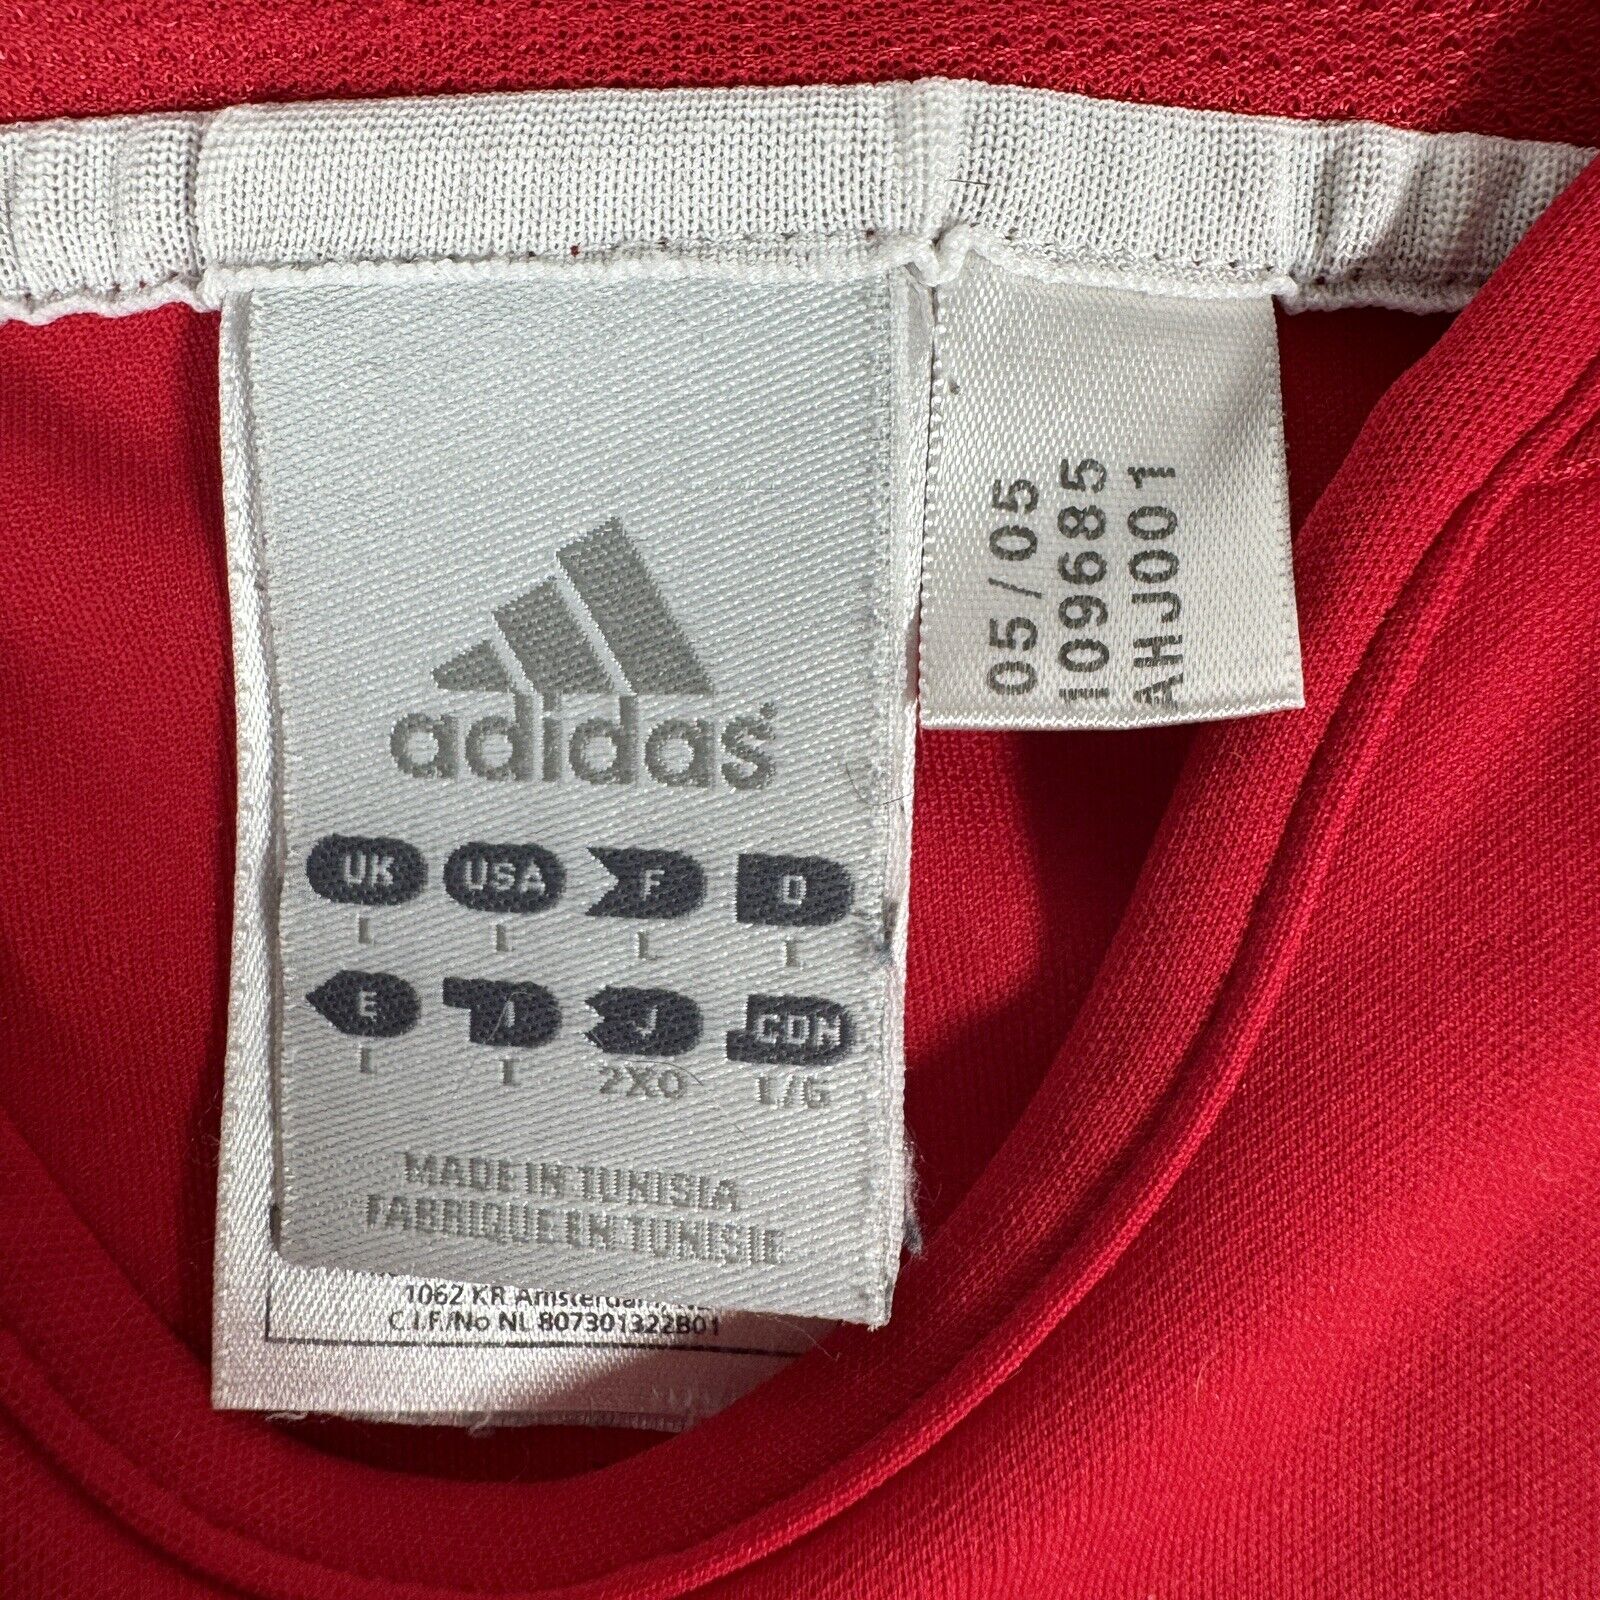 adidas
UK USA F D
L L L L
E I J CDN
L L 2XO L/G
MADE IN TUNISIA
FABRIQUE EN TUNISIE
1062 KR Amsterdam,
C.I.F/No NL 807301322B01
05/05
109685
AHJ001